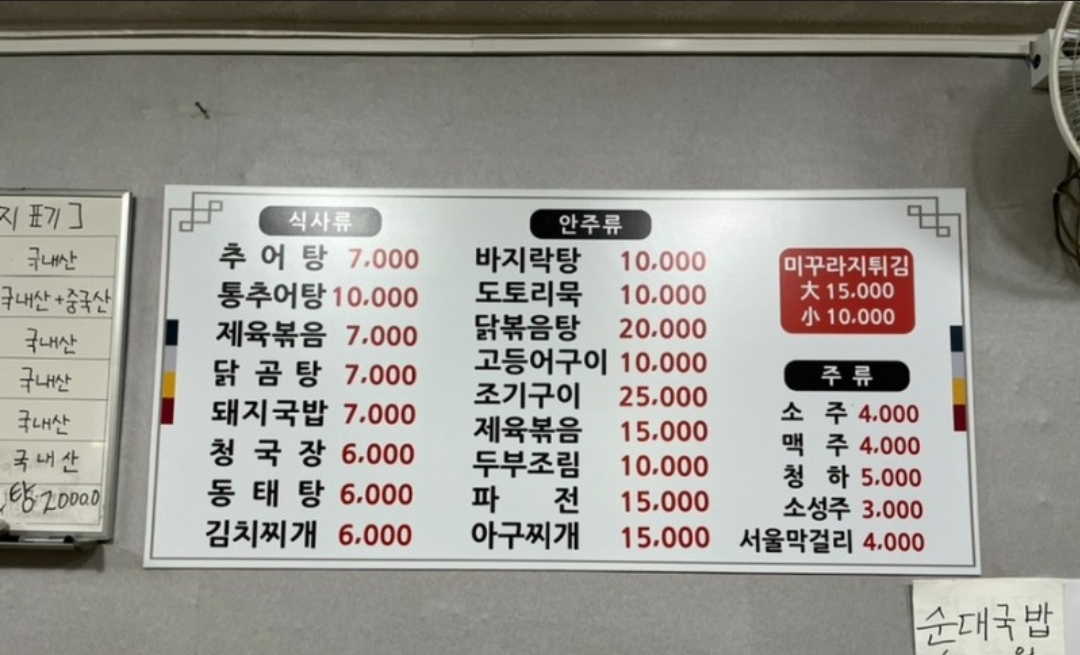 지 표기]
국내산
국내산+중국산
국내산
국내산
국내산
국내산
탕 20000
식사류
추어탕 7,000
통추어탕 10,000
제육볶음 7,000
닭곰탕 7,000
돼지국밥 7,000
청국장 6,000
동태탕 6,000
김치찌개 6,000
안주류
바지락탕 10,000
도토리묵 10,000
닭볶음탕 20,000
고등어구이 10,000
조기구이 25,000
제육볶음 15,000
두부조림 10,000
파전 15,000
아구찌개 15,000
미꾸라지튀김
大 15,000
小 10,000
주류
소주 4,000
맥주 4,000
청하 5,000
소성주 3,000
서울막걸리 4,000
순대국밥